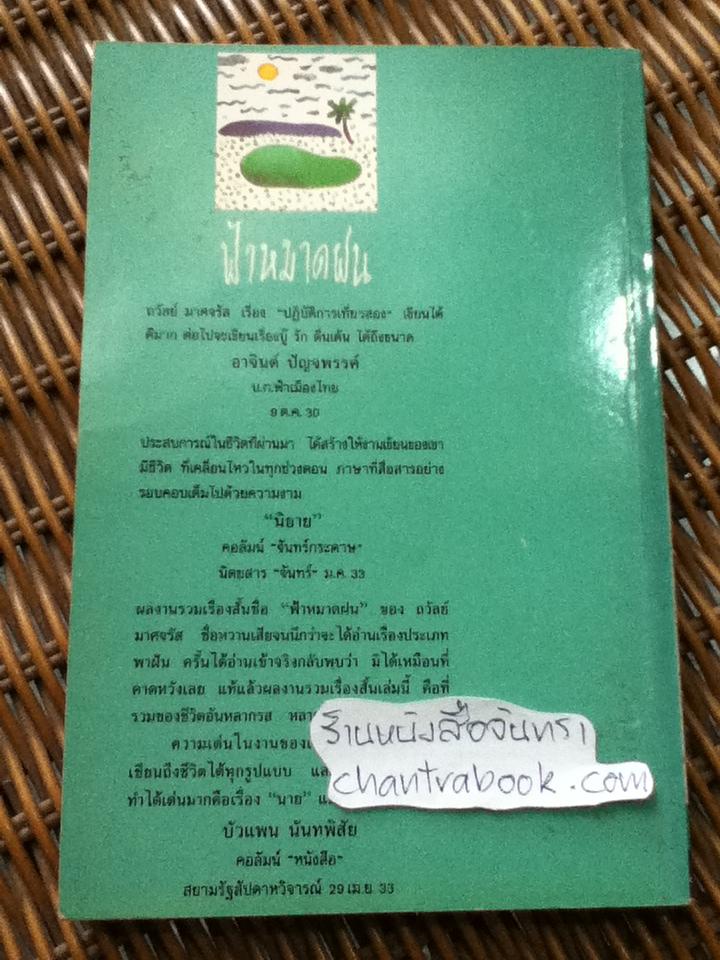 ฟ้าหมาดฝน
ถวัลย์ มาศจรัส เรื่อง "ปฏิบัติการเที่ยวสอง" เขียนได้
ดีมาก ต่อไปจะเขียนเรื่องบู๊ รัก ตื่นเต้น ได้ถึงขนาด
อาจินต์ ปัญจพรรค์
บ.ก.ฟ้าเมืองไทย
9 ต.ค. 30
ประสบการณ์ในชีวิตที่ผ่านมา ได้สร้างให้งานเขียนของเขา
มีชีวิต ที่เคลื่อนไหวในทุกช่วงตอน ภาษาที่สื่อสารอย่าง
รอบคอบเต็มไปด้วยความงาม
"นิยาย"
คอลัมน์ "จันทร์กระดาษ"
นิตยสาร "จันทร์" ม.ค. 33
ผลงานรวมเรื่องสั้นชื่อ "ฟ้าหมาดฝน" ของ ถวัลย์
มาศจรัส ชื่อหวานเสียจนนึกว่าจะได้อ่านเรื่องประเภท
พาฝัน ครั้นได้อ่านเข้าจริงกลับพบว่า มิได้เหมือนที่
คาดหวังเลย แท้แล้วผลงานรวมเรื่องสั้นเล่มนี้ คือที่
รวมของชีวิตอันหลากรส
ความเด่นในงานของ
เขียนถึงชีวิตได้ทุกรูปแบบ
ทำได้เด่นมากคือเรื่อง "นาย"
ร้านหนังสือจันทรา
chantrabook.com
บัวแพน นันทพิสัย
คอลัมน์ "หนังสือ"
สยามรัฐสัปดาหวิจารณ์ 29 เม.ย. 33